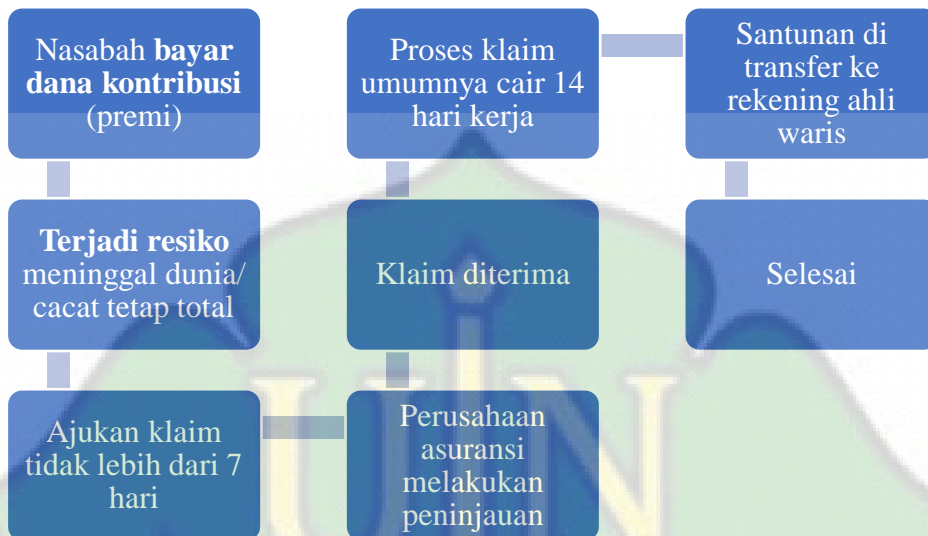 Nasabah bayar
dana kontribusi
(premi)
Terjadi resiko
meninggal dunia/
cacat tetap total
Ajukan klaim
tidak lebih dari 7
hari
Perusahaan
asuransi
melakukan
peninjauan
Klaim diterima
Proses klaim
umumnya cair 14
hari kerja
Santunan di
transfer ke
rekening ahli
waris
Selesai
UIN